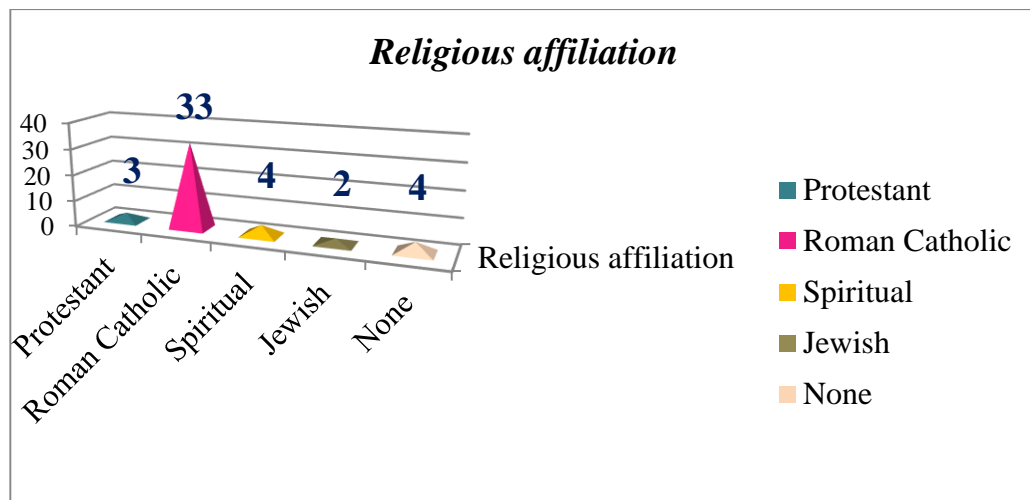 Religious affiliation
33
3
4
2
4
40
30
20
10
0
Religious affiliation
Protestant
Roman Catholic
Spiritual
Jewish
None
Protestant
Roman Catholic
Spiritual
Jewish
None